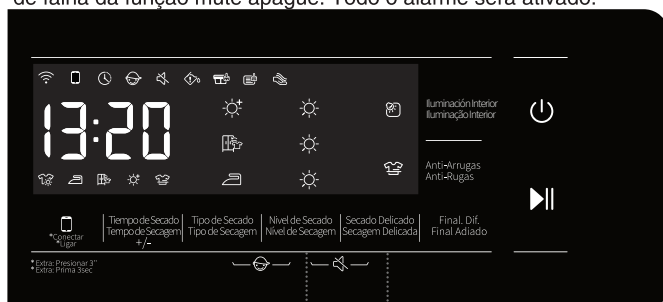 de falha da função mute apague. Todo o alarme será ativado.
13:20
Iluminación Interior
Iluminação Interior
Anti-Arrugas
Anti-Rugas
*Conectar
*Ligar
Tiempo de Secado
Tempo de Secagem
+/-
Tipo de Secado
Tipo de Secagem
Nivel de Secado
Nível de Secagem
Secado Delicado
Secagem Delicada
Final. Dif.
Final Adiado
*Extra: Presionar 3"
*Extra: Prima 3sec